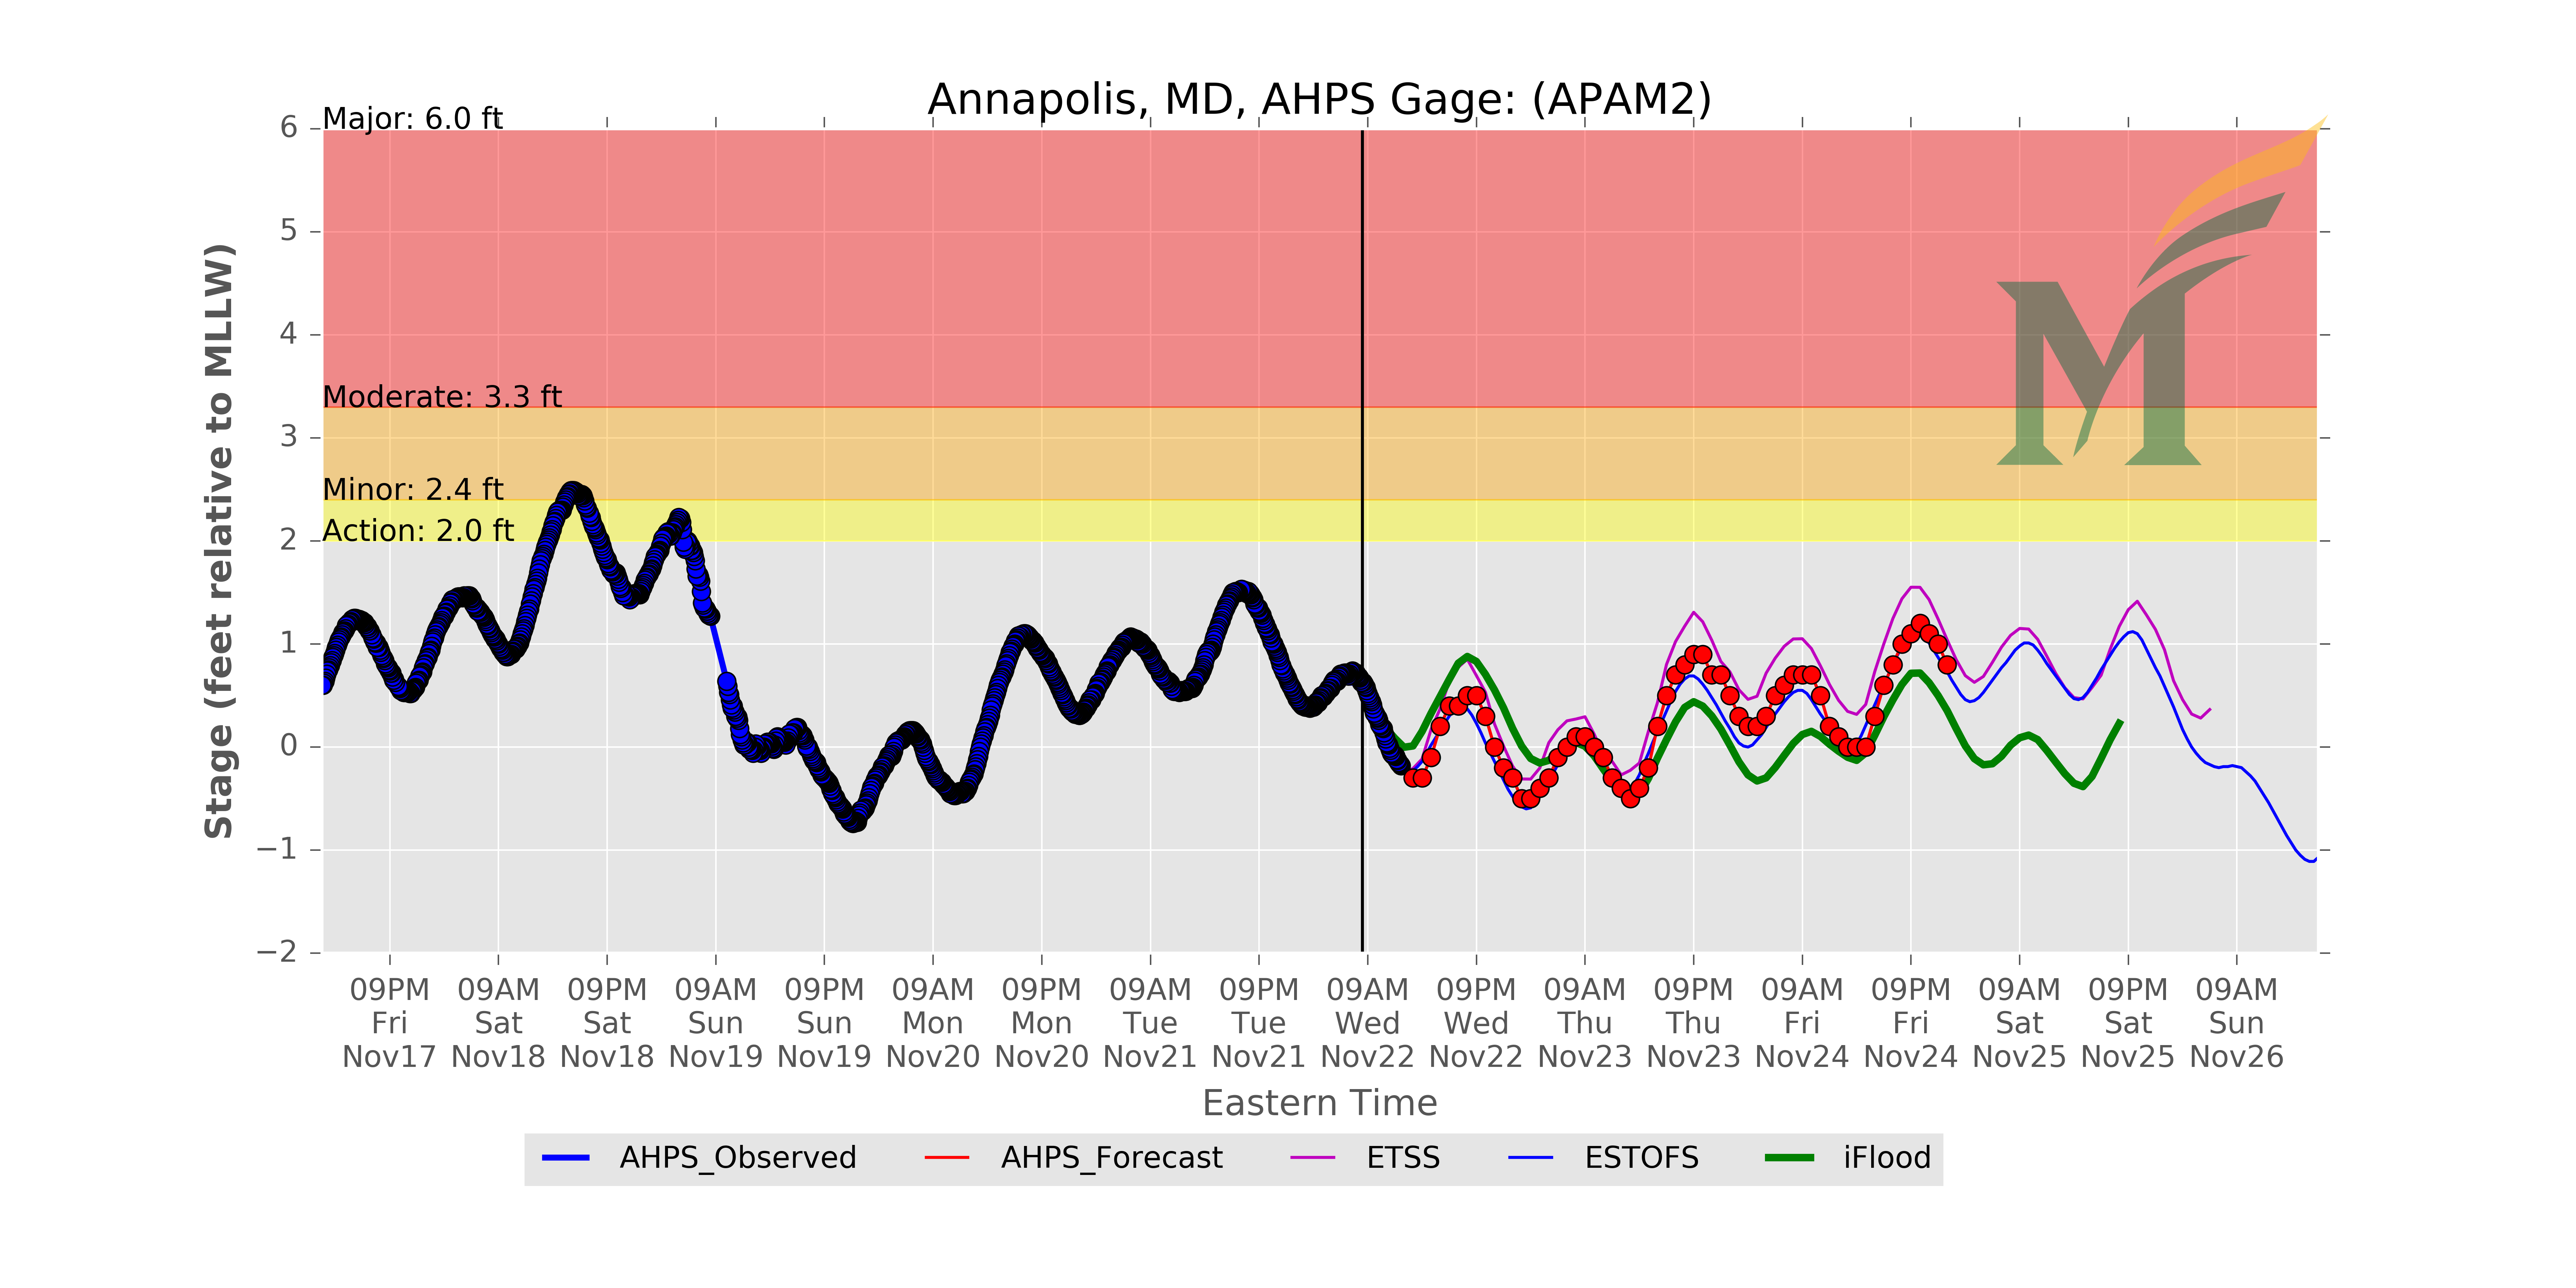 Annapolis, MD, AHPS Gage: (APAM2)
Major: 6.0 ft
Moderate: 3.3 ft
Minor: 2.4 ft
Action: 2.0 ft
Stage (feet relative to MLLW)
6
5
4
3
2
1
0
−1
−2
09PM 09AM 09PM 09AM 09PM 09AM 09PM 09AM 09PM 09AM 09PM 09AM 09PM 09AM 09PM 09AM 09PM 09AM
Fri Sat Sat Sun Sun Mon Mon Tue Tue Wed Wed Thu Thu Fri Fri Sat Sat Sun
Nov17 Nov18 Nov18 Nov19 Nov19 Nov20 Nov20 Nov21 Nov21 Nov22 Nov22 Nov23 Nov23 Nov24 Nov24 Nov25 Nov25 Nov26
Eastern Time
AHPS_Observed AHPS_Forecast ETSS ESTOFS iFlood
M